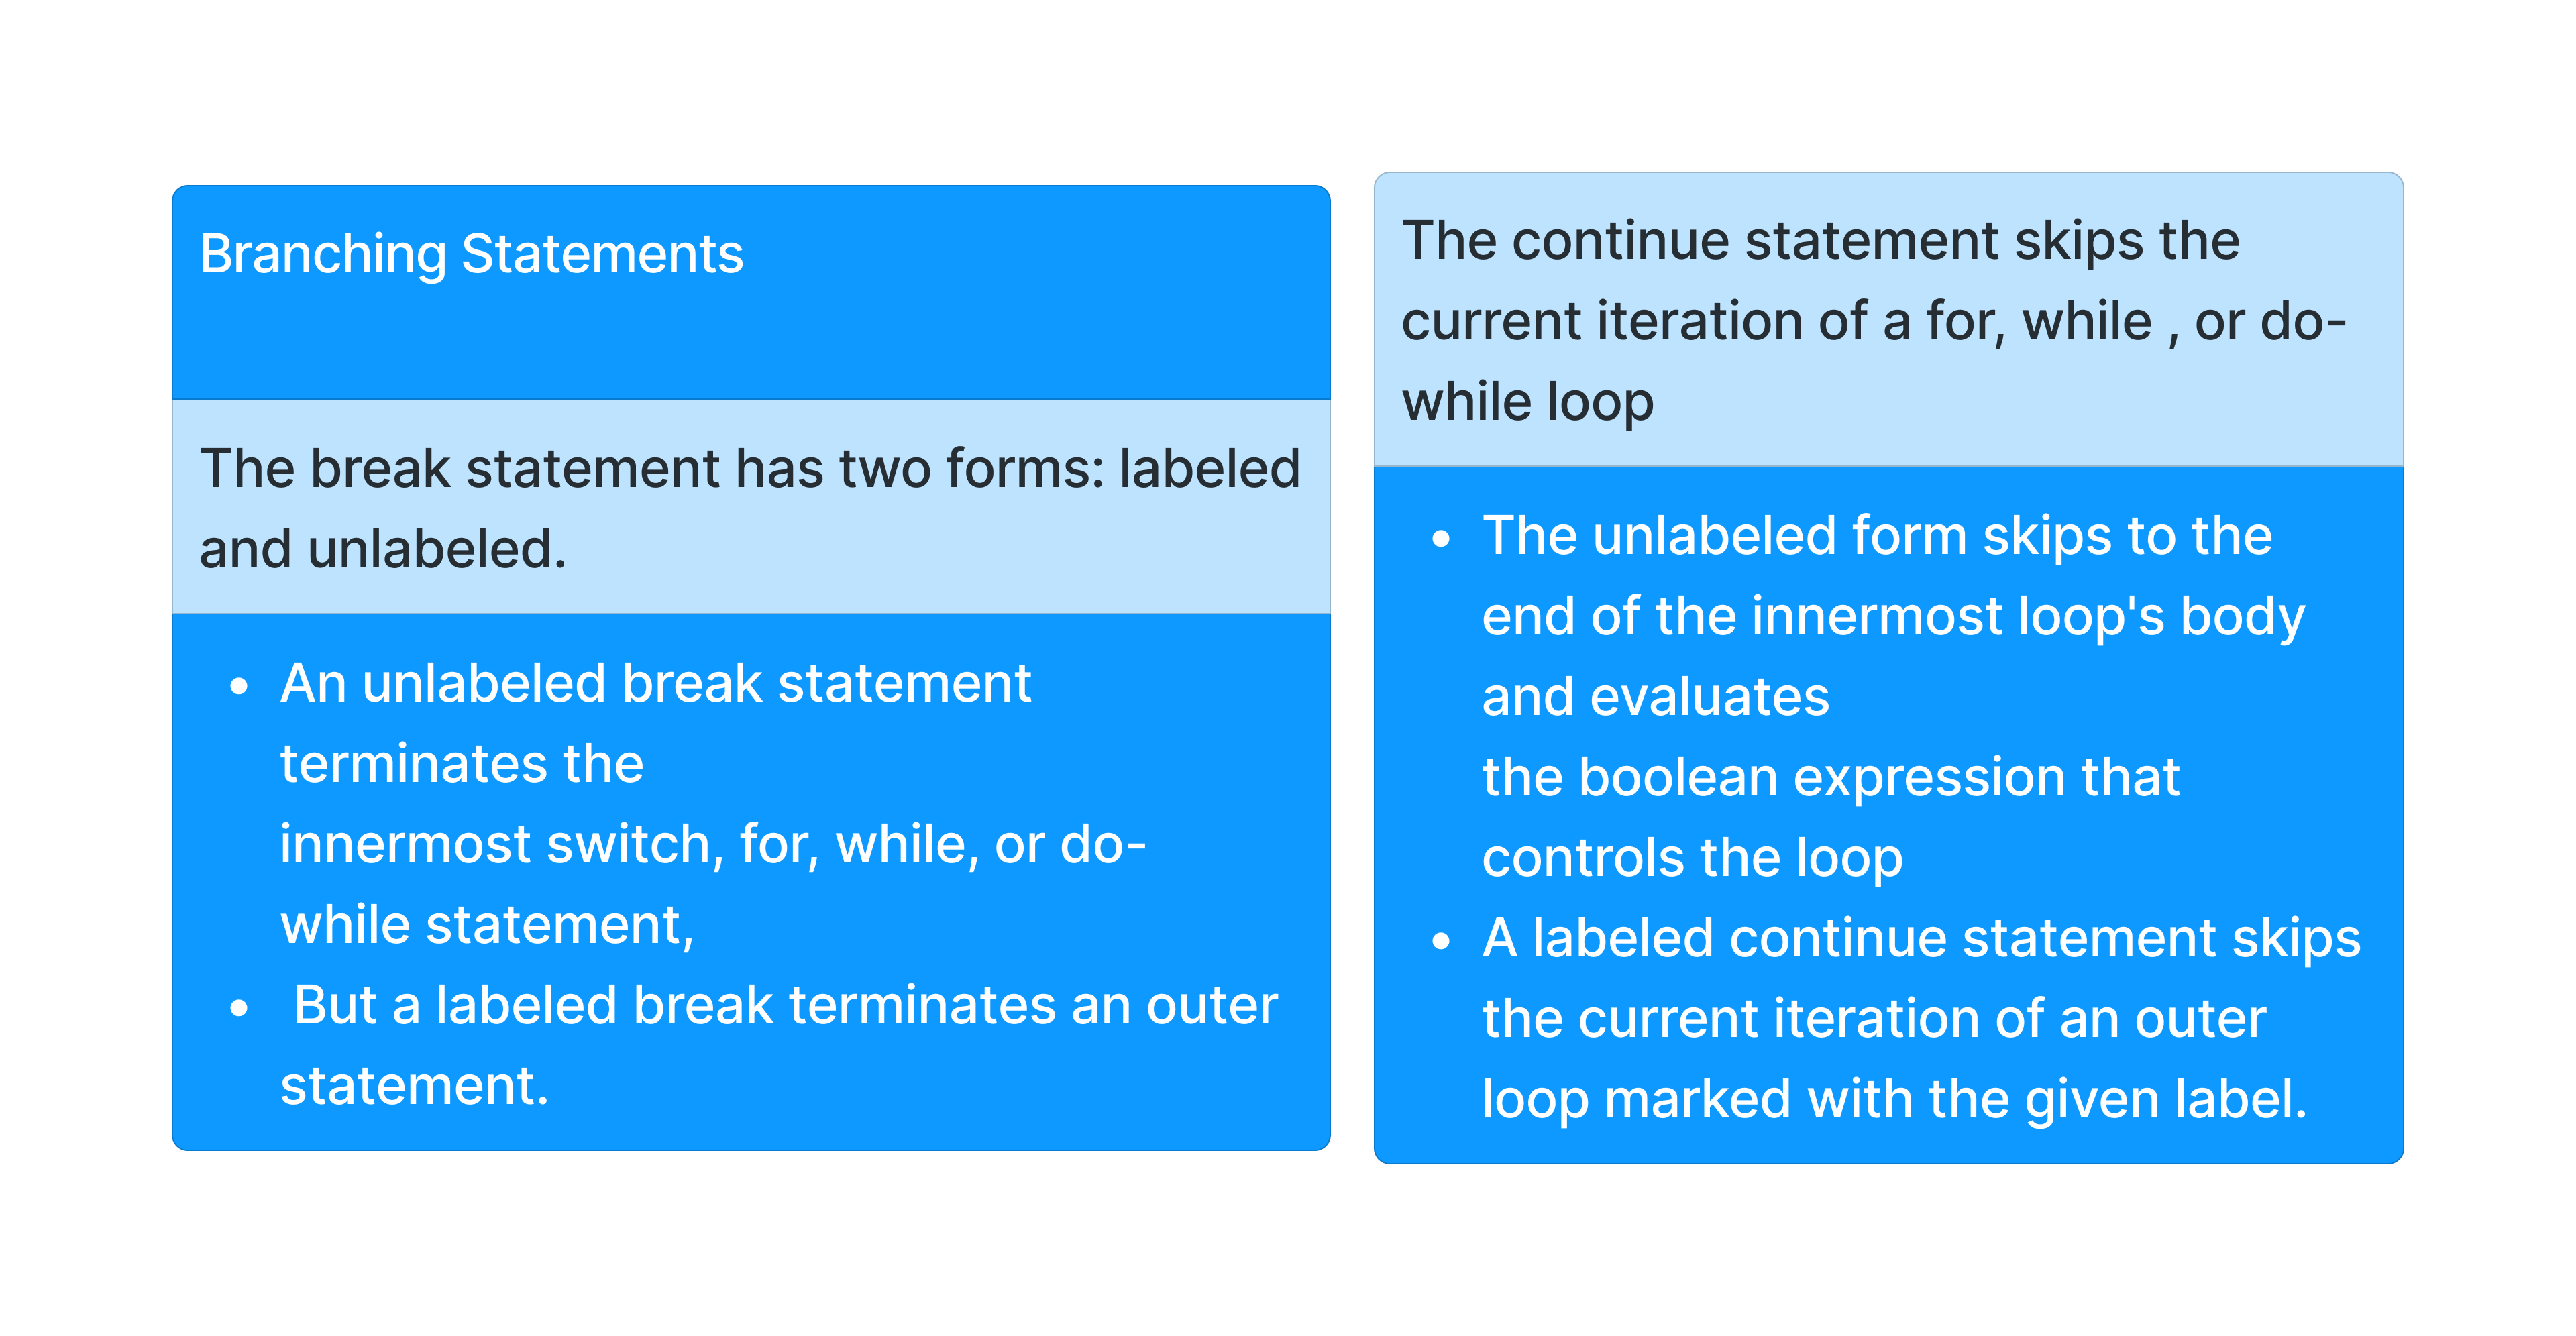 Branching Statements
The break statement has two forms: labeled
and unlabeled.
• An unlabeled break statement
terminates the
innermost switch, for, while, or do-
while statement,
• But a labeled break terminates an outer
statement.
The continue statement skips the
current iteration of a for, while , or do-
while loop
• The unlabeled form skips to the
end of the innermost loop's body
and evaluates
the boolean expression that
controls the loop
• A labeled continue statement skips
the current iteration of an outer
loop marked with the given label.